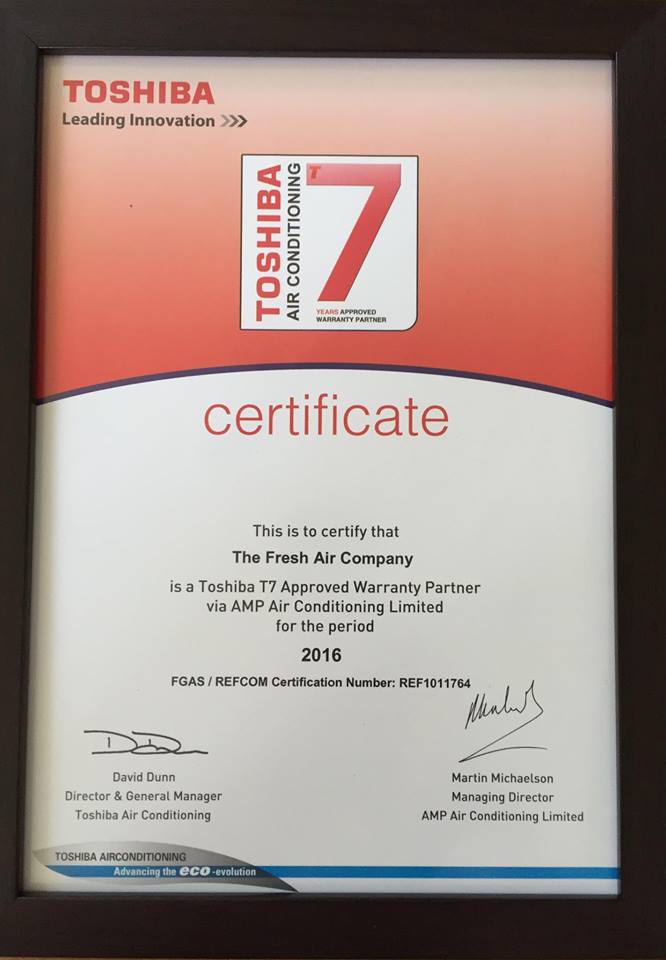 TOSHIBA
Leading Innovation >>>
TOSHIBA
AIR CONDITIONING
T
7
YEARS APPROVED
WARRANTY PARTNER
certificate
This is to certify that
The Fresh Air Company
is a Toshiba T7 Approved Warranty Partner
via AMP Air Conditioning Limited
for the period
2016
FGAS / REFCOM Certification Number: REF1011764
David Dunn
Director & General Manager
Toshiba Air Conditioning
Martin Michaelson
Managing Director
AMP Air Conditioning Limited
TOSHIBA AIRCONDITIONING
Advancing the eco-evolution